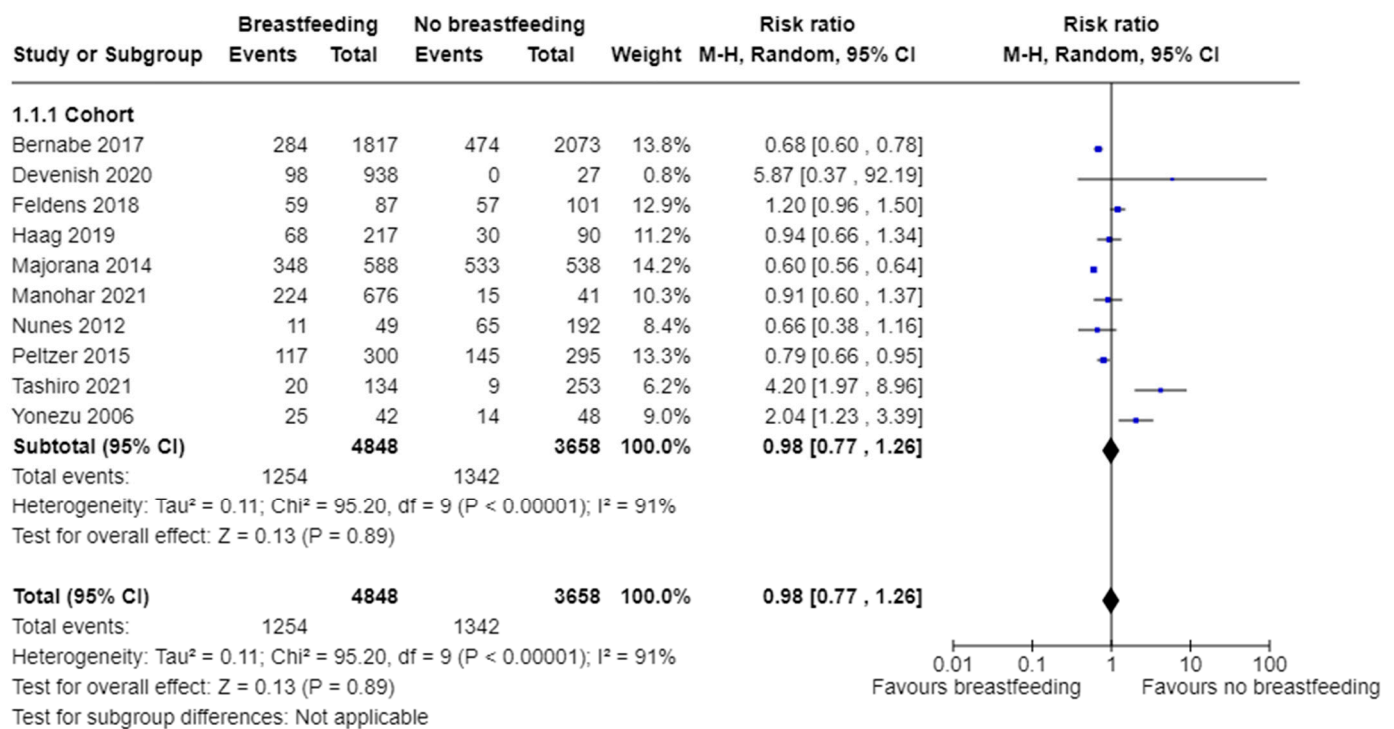 Breastfeeding No breastfeeding Risk ratio Risk ratio
Study or Subgroup Events Total Events Total Weight M-H, Random, 95% CI M-H, Random, 95% CI
1.1.1 Cohort
Bernabe 2017 284 1817 474 2073 13.8% 0.68 [0.60 , 0.78]
Devenish 2020 98 938 0 27 0.8% 5.87 [0.37 , 92.19]
Feldens 2018 59 87 57 101 12.9% 1.20 [0.96 , 1.50]
Haag 2019 68 217 30 90 11.2% 0.94 [0.66 , 1.34]
Majorana 2014 348 588 533 538 14.2% 0.60 [0.56 , 0.64]
Manohar 2021 224 676 15 41 10.3% 0.91 [0.60 , 1.37]
Nunes 2012 11 49 65 192 8.4% 0.66 [0.38 , 1.16]
Peltzer 2015 117 300 145 295 13.3% 0.79 [0.66 , 0.95]
Tashiro 2021 20 134 9 253 6.2% 4.20 [1.97 , 8.96]
Yonezu 2006 25 42 14 48 9.0% 2.04 [1.23 , 3.39]
Subtotal (95% CI) 4848 3658 100.0% 0.98 [0.77 , 1.26]
Total events: 1254 1342
Heterogeneity: Tau² = 0.11; Chi² = 95.20, df = 9 (P < 0.00001); I² = 91%
Test for overall effect: Z = 0.13 (P = 0.89)
Total (95% CI) 4848 3658 100.0% 0.98 [0.77 , 1.26]
Total events: 1254 1342
Heterogeneity: Tau² = 0.11; Chi² = 95.20, df = 9 (P < 0.00001); I² = 91%
Test for overall effect: Z = 0.13 (P = 0.89)
Test for subgroup differences: Not applicable
0.01 0.1 1 10 100
Favours breastfeeding Favours no breastfeeding